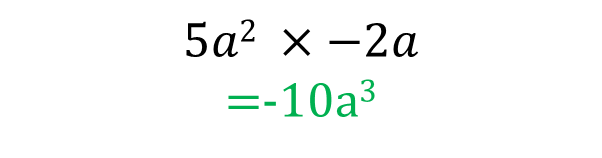 5a² × −2a
=-10a³